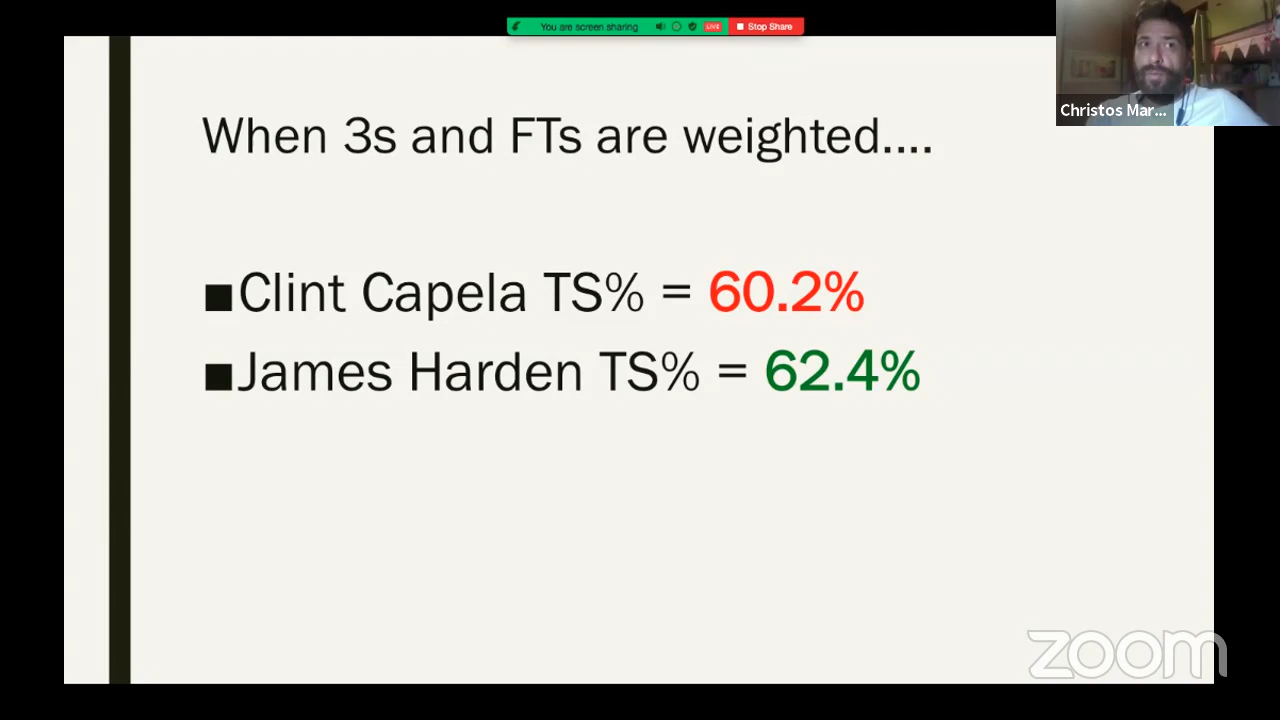 You are screen sharing
LIVE
Stop Share
Christos Mar...
When 3s and FTs are weighted....
■Clint Capela TS% = 60.2%
■James Harden TS% = 62.4%
zoom